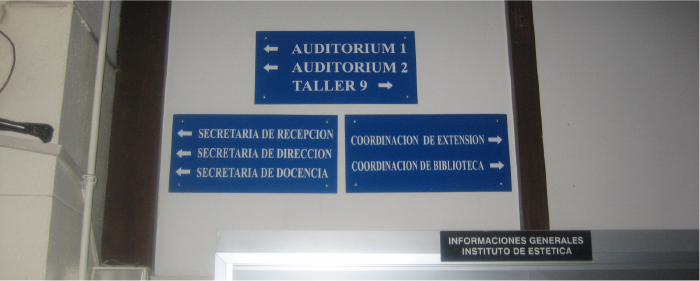 AUDITORIUM 1
AUDITORIUM 2
TALLER 9
SECRETARIA DE RECEPCION
SECRETARIA DE DIRECCION
SECRETARIA DE DOCENCIA
COORDINACION DE EXTENSION
COORDINACION DE BIBLIOTECA
INFORMACIONES GENERALES
INSTITUTO DE ESTETICA